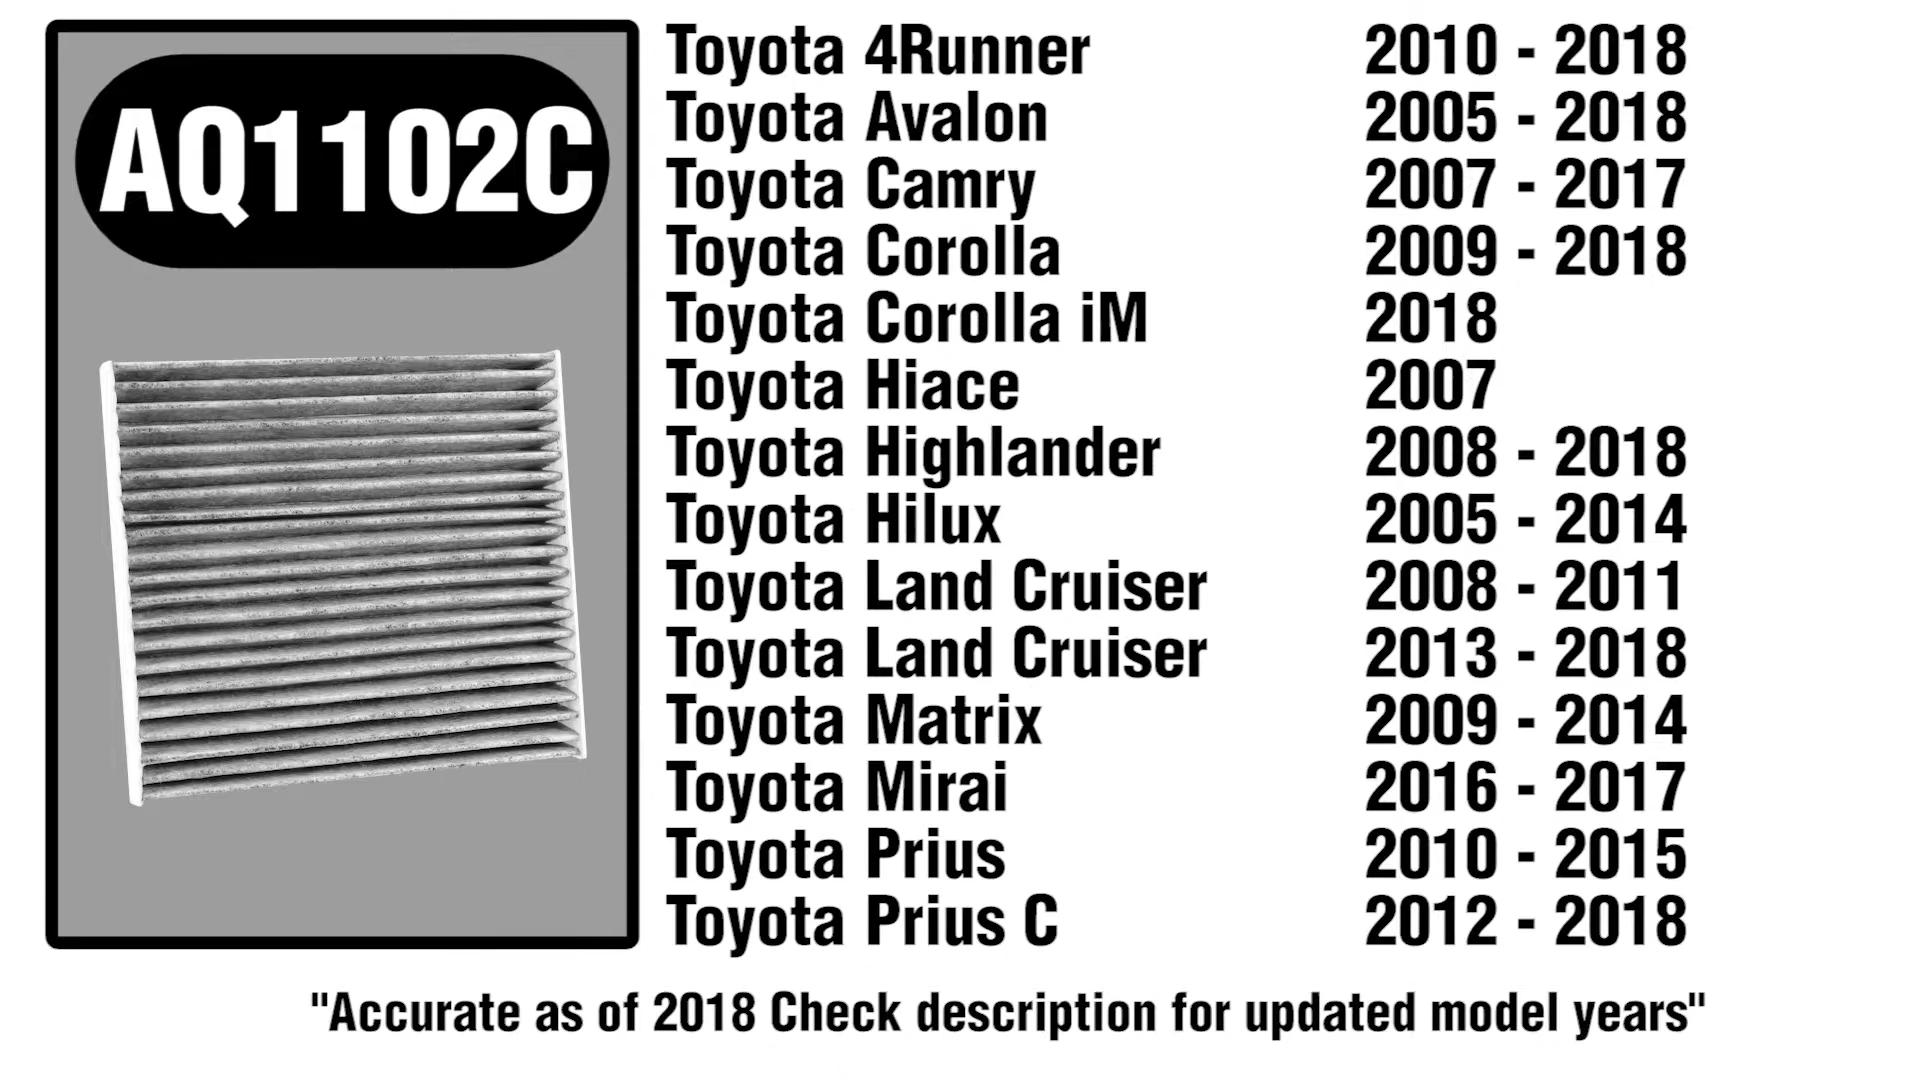 AQ1102C
Toyota 4Runner 2010 - 2018
Toyota Avalon 2005 - 2018
Toyota Camry 2007 - 2017
Toyota Corolla 2009 - 2018
Toyota Corolla iM 2018
Toyota Hiace 2007
Toyota Highlander 2008 - 2018
Toyota Hilux 2005 - 2014
Toyota Land Cruiser 2008 - 2011
Toyota Land Cruiser 2013 - 2018
Toyota Matrix 2009 - 2014
Toyota Mirai 2016 - 2017
Toyota Prius 2010 - 2015
Toyota Prius C 2012 - 2018
"Accurate as of 2018 Check description for updated model years"